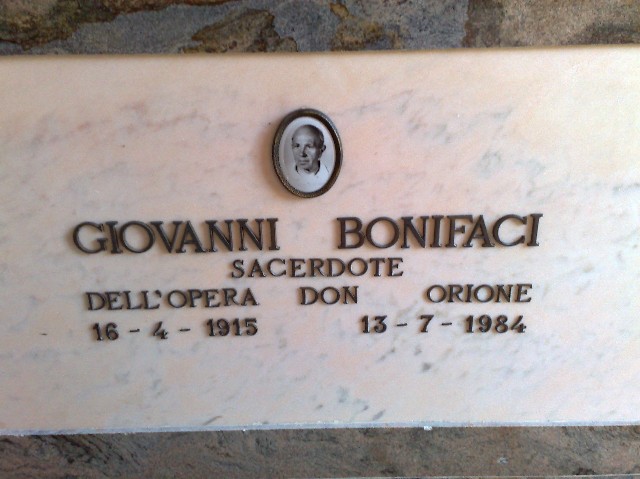 GIOVANNI BONIFACI
SACERDOTE
DELL'OPERA DON ORIONE
16-4-1915 13-7-1984